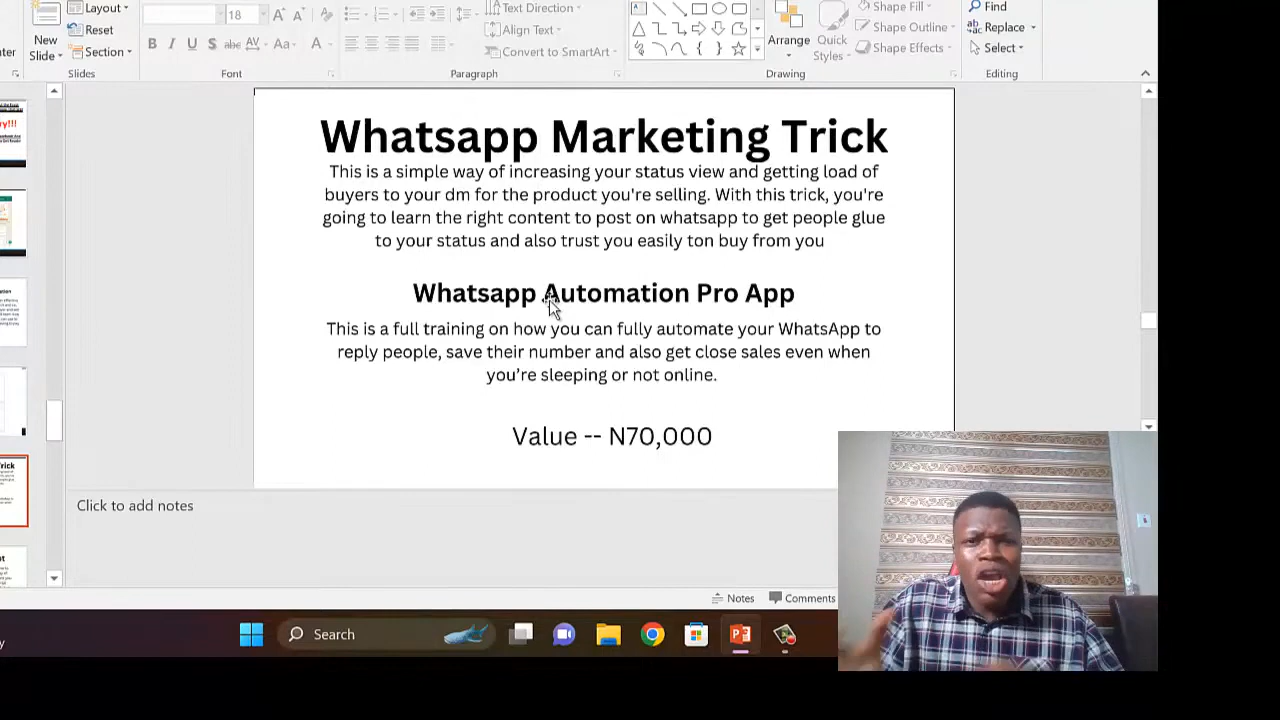 Layout
Reset
New
Slide
Section
18
B I U S abc AV Aa A
Text Direction
Align Text
Convert to SmartArt
Arrange
Quick
Styles
Shape Fill
Shape Outline
Shape Effects
Find
Replace
Select
Slides
Font
Paragraph
Drawing
Editing
Whatsapp Marketing Trick
This is a simple way of increasing your status view and getting load of
buyers to your dm for the product you're selling. With this trick, you're
going to learn the right content to post on whatsapp to get people glue
to your status and also trust you easily ton buy from you
Whatsapp Automation Pro App
This is a full training on how you can fully automate your WhatsApp to
reply people, save their number and also get close sales even when
you're sleeping or not online.
Value -- N70,000
Click to add notes
Notes
Comments
Search